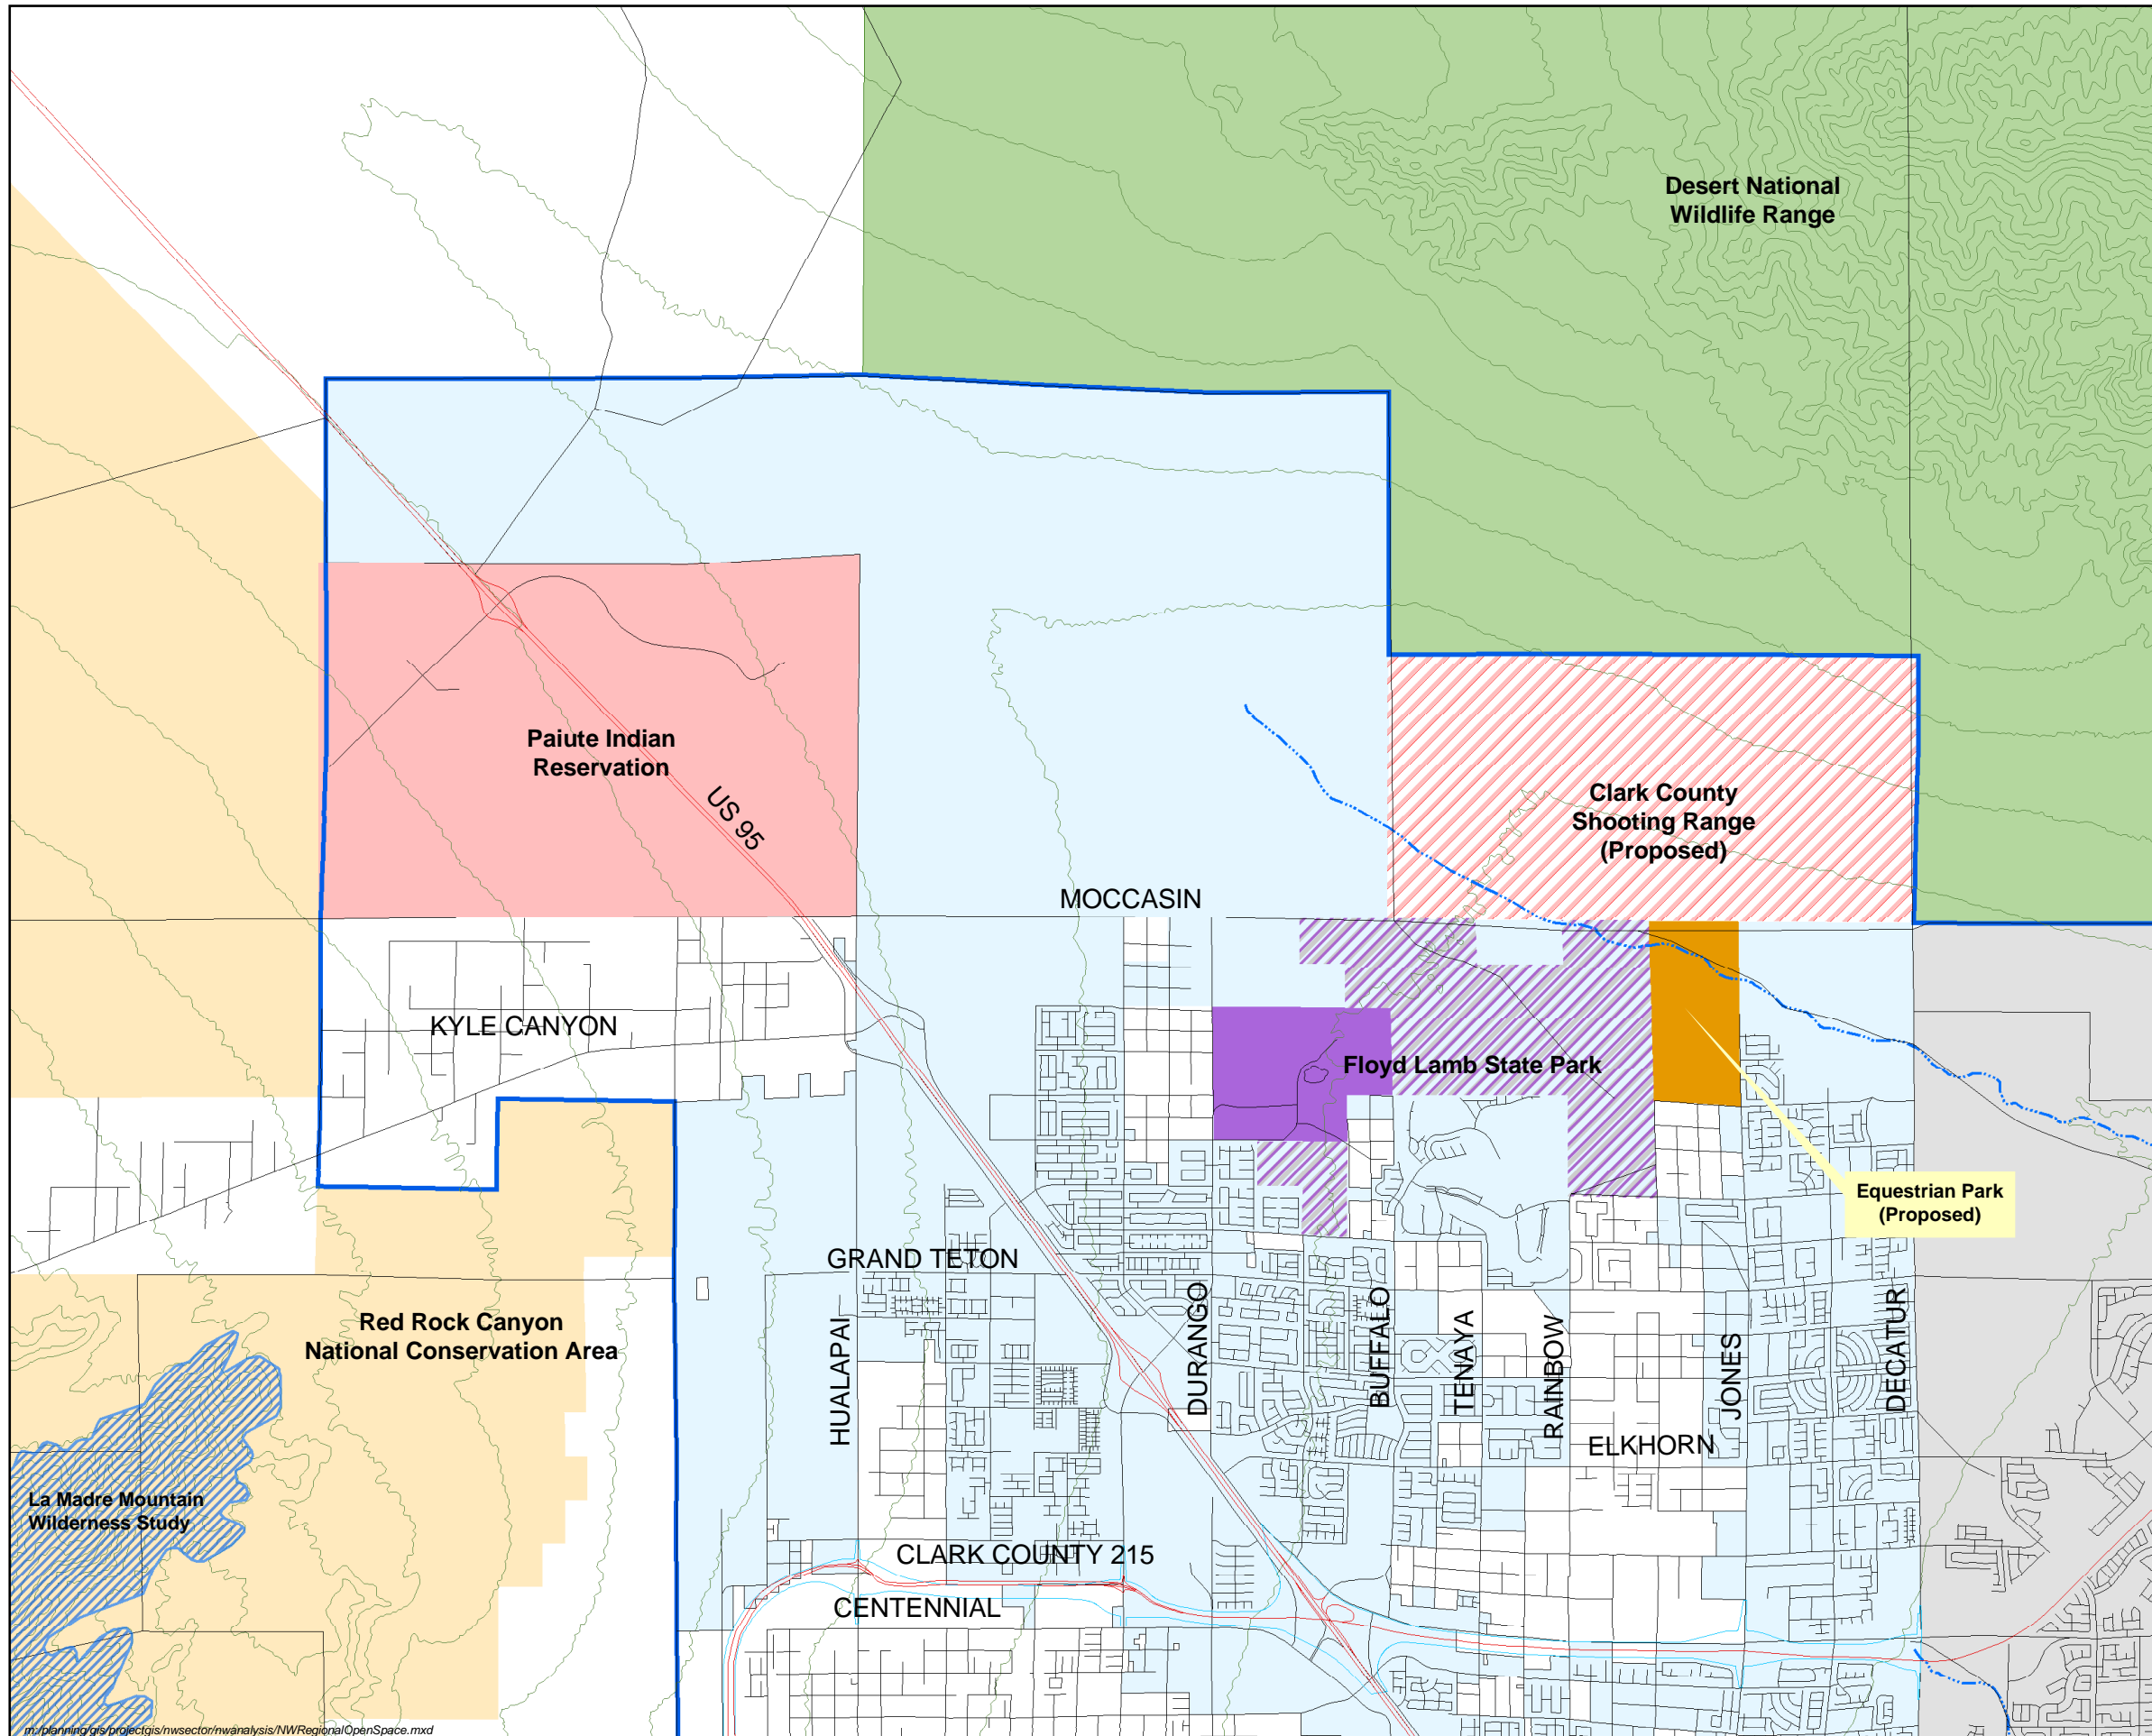 Desert National
Wildlife Range
Paiute Indian
Reservation
US 95
Clark County
Shooting Range
(Proposed)
MOCCASIN
KYLE CANYON
Floyd Lamb State Park
Equestrian Park
(Proposed)
GRAND TETON
Red Rock Canyon
National Conservation Area
HUALAPAI
DURANGO
BUFFALO
TENAYA
RAINBOW
JONES
DECATUR
ELKHORN
La Madre Mountain
Wilderness Study
CLARK COUNTY 215
CENTENNIAL
m:/planning/gis/projectgis/nwsector/nwanalysis/NWRegionalOpenSpace.mxd